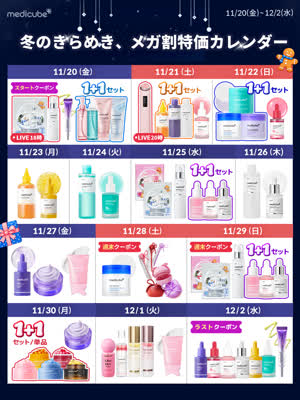 medicube
11/20(金)~12/2(水)
冬のきらめき、メガ割特価カレンダー
11/20 (金)
11/21 (土)
11/22 (日)
スタートクーポン
1+1
セット
1+1
セット
1+1
セット
LIVE 18時
LIVE 20時
11/23 (月)
11/24 (火)
11/25 (水)
11/26 (木)
1+1
セット
11/27 (金)
11/28 (土)
11/29 (日)
週末クーポン
週末クーポン
1+1
セット
11/30 (月)
12/1 (火)
12/2 (水)
1+1
セット/単品
ラストクーポン